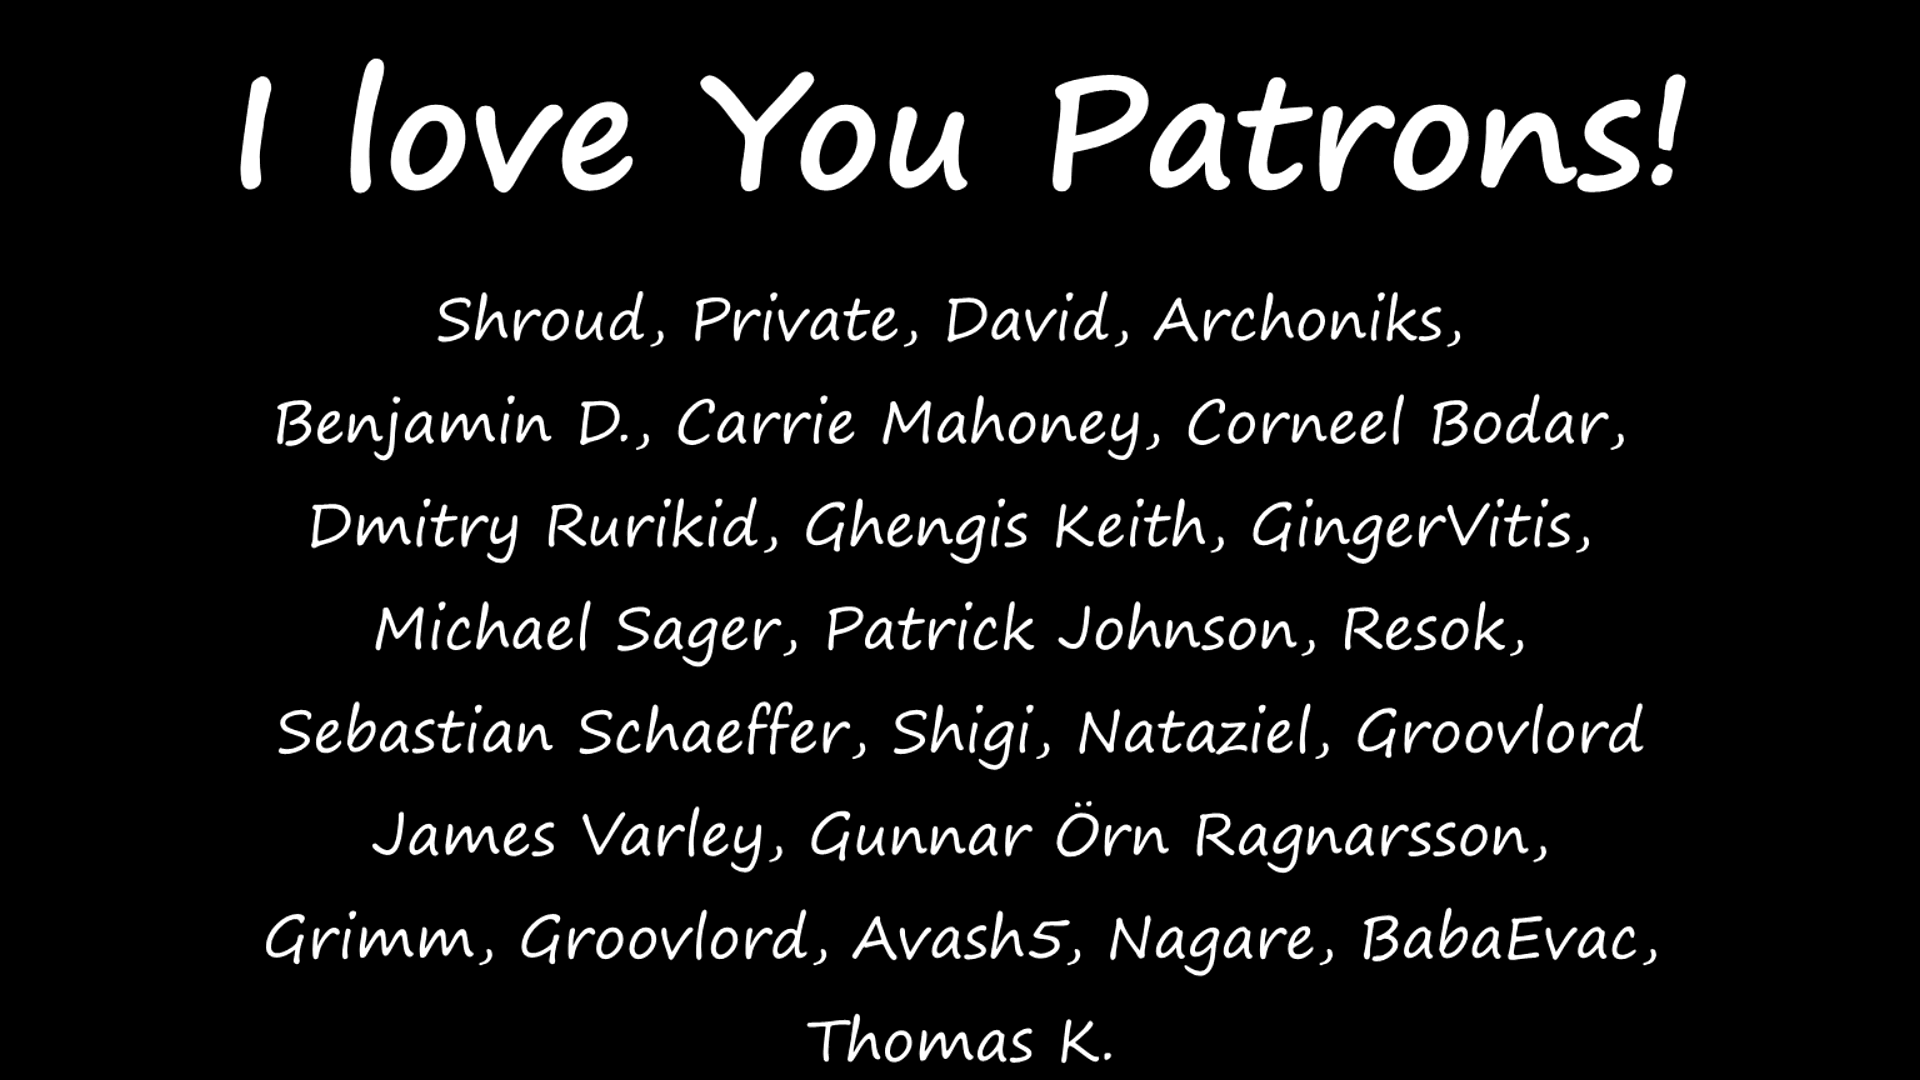 I love You Patrons!
Shroud, Private, David, Archoniks,
Benjamin D., Carrie Mahoney, Corneel Bodar,
Dmitry Rurikid, Ghengis Keith, GingerVitis,
Michael Sager, Patrick Johnson, Resok,
Sebastian Schaeffer, Shigi, Nataziel, Groovlord
James Varley, Gunnar Örn Ragnarsson,
Grimm, Groovlord, Avash5, Nagare, BabaEvac,
Thomas K.